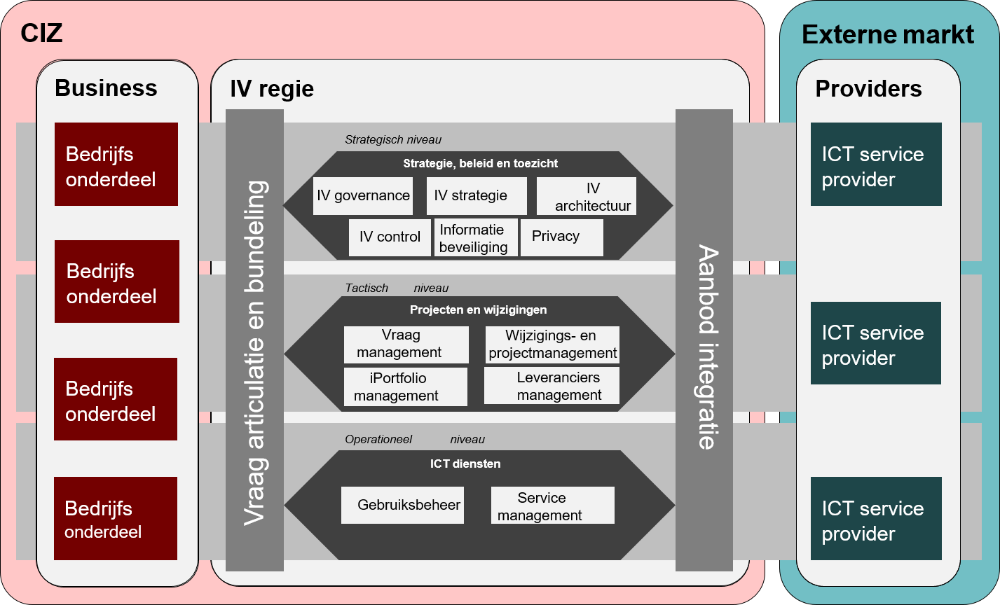 CIZ
Externe markt
Business
IV regie
Providers
Bedrijfs
onderdeel
Bedrijfs
onderdeel
Bedrijfs
onderdeel
Bedrijfs
onderdeel
Vraag articulatie en bundeling
Strategisch niveau
Strategie, beleid en toezicht
IV governance
IV strategie
IV
architectuur
IV control
Informatie
beveiliging
Privacy
Tactisch niveau
Projecten en wijzigingen
Vraag
management
Wijzigings- en
projectmanagement
iPortfolio
management
Leveranciers
management
Operationeel niveau
ICT diensten
Gebruiksbeheer
Service
management
Aanbod integratie
ICT service
provider
ICT service
provider
ICT service
provider